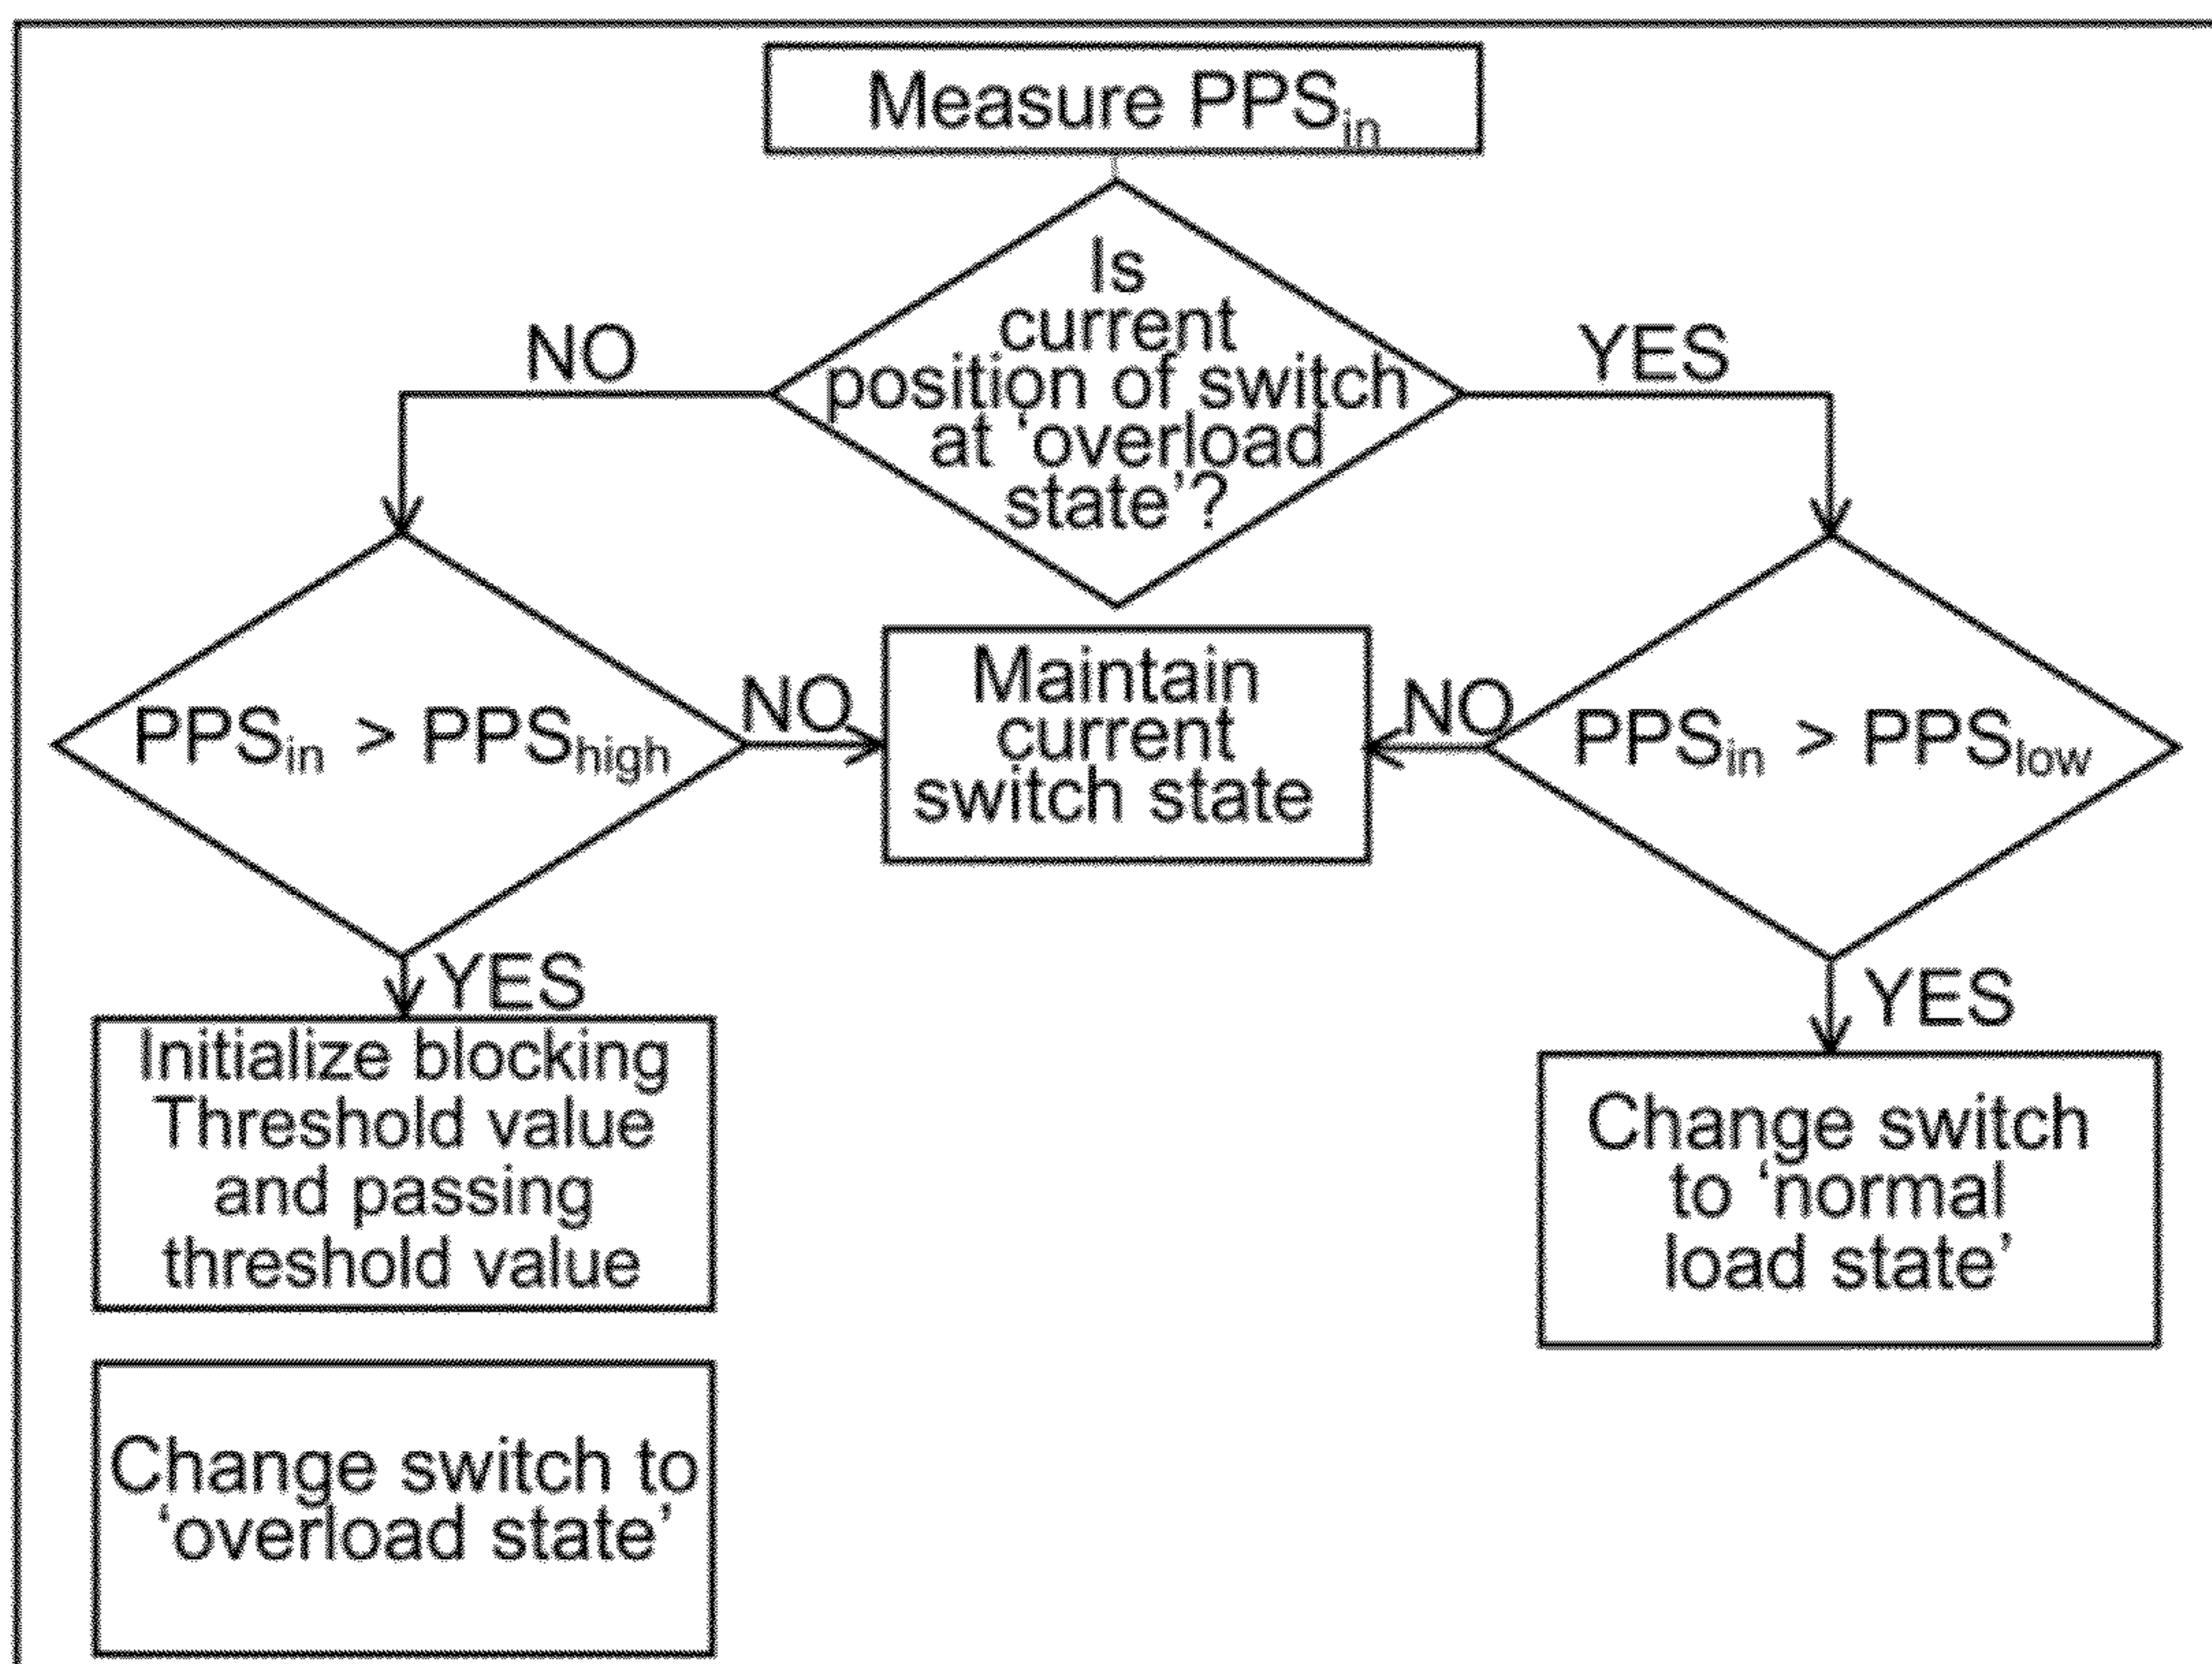 Measure PPSin
Is
current
position of switch
at ‘overload
state’?
NO
YES
PPSin > PPShigh
NO
Maintain
current
switch state
NO
PPSin > PPSlow
YES
YES
Initialize blocking
Threshold value
and passing
threshold value
Change switch
to ‘normal
load state’
Change switch to
‘overload state’